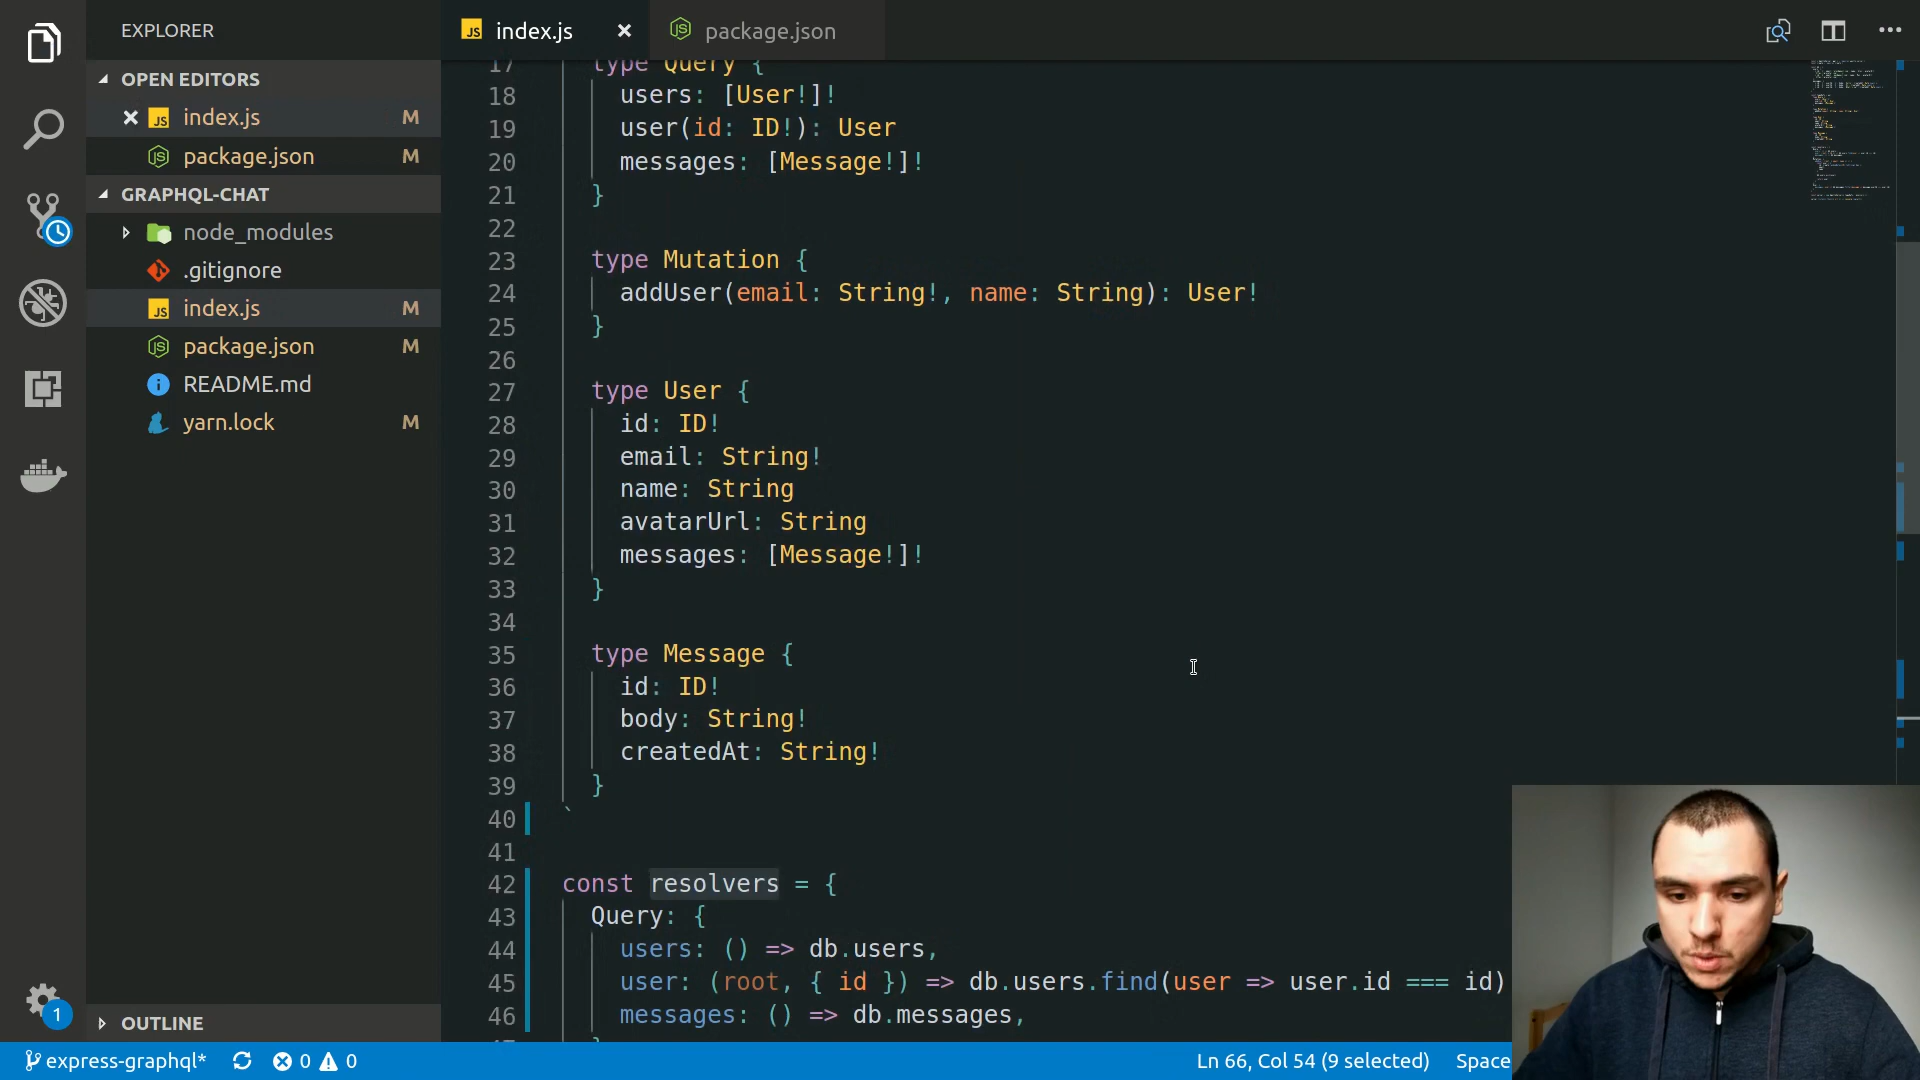 EXPLORER
OPEN EDITORS
index.js M
package.json M
GRAPHQL-CHAT
node_modules
.gitignore
index.js M
package.json M
README.md
yarn.lock M
OUTLINE
JS index.js
package.json
17 type Query {
18 users: [User!]!
19 user(id: ID!): User
20 messages: [Message!]!
21 }
22
23 type Mutation {
24 addUser(email: String!, name: String): User!
25 }
26
27 type User {
28 id: ID!
29 email: String!
30 name: String
31 avatarUrl: String
32 messages: [Message!]!
33 }
34
35 type Message {
36 id: ID!
37 body: String!
38 createdAt: String!
39 }
40 `
41
42 const resolvers = {
43 Query: {
44 users: () => db.users,
45 user: (root, { id }) => db.users.find(user => user.id === id)
46 messages: () => db.messages,
1
express-graphql* 0 0 Ln 66, Col 54 (9 selected) Space